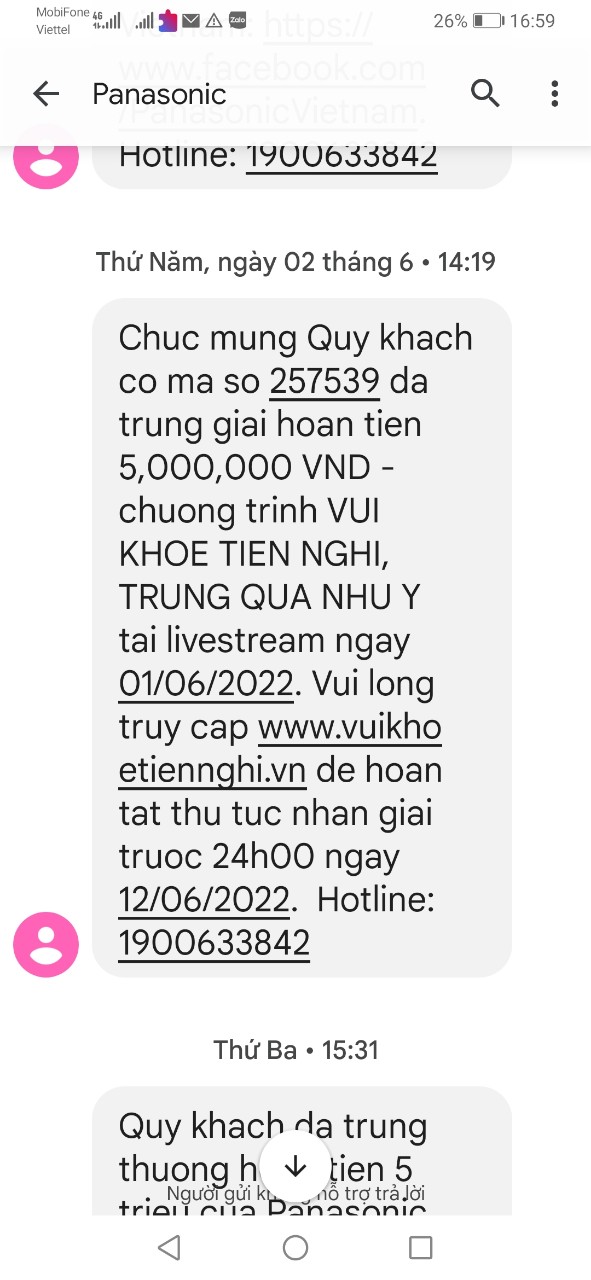 MobiFone
Viettel
4G
Zalo
26%
16:59
Vietnam: https://
www.facebook.com
/PanasonicVietnam.
Panasonic
Hotline: 1900633842
Thứ Năm, ngày 02 tháng 6 • 14:19
Chuc mung Quy khach
co ma so 257539 da
trung giai hoan tien
5,000,000 VND -
chuong trinh VUI
KHOE TIEN NGHI,
TRUNG QUA NHU Y
tai livestream ngay
01/06/2022. Vui long
truy cap www.vuikho
etiennghi.vn de hoan
tat thu tuc nhan giai
truoc 24h00 ngay
12/06/2022. Hotline:
1900633842
Thứ Ba • 15:31
Quy khach da trung
thuong tien 5
trieu cua Panasonic
Người gửi hỗ trợ trả lời